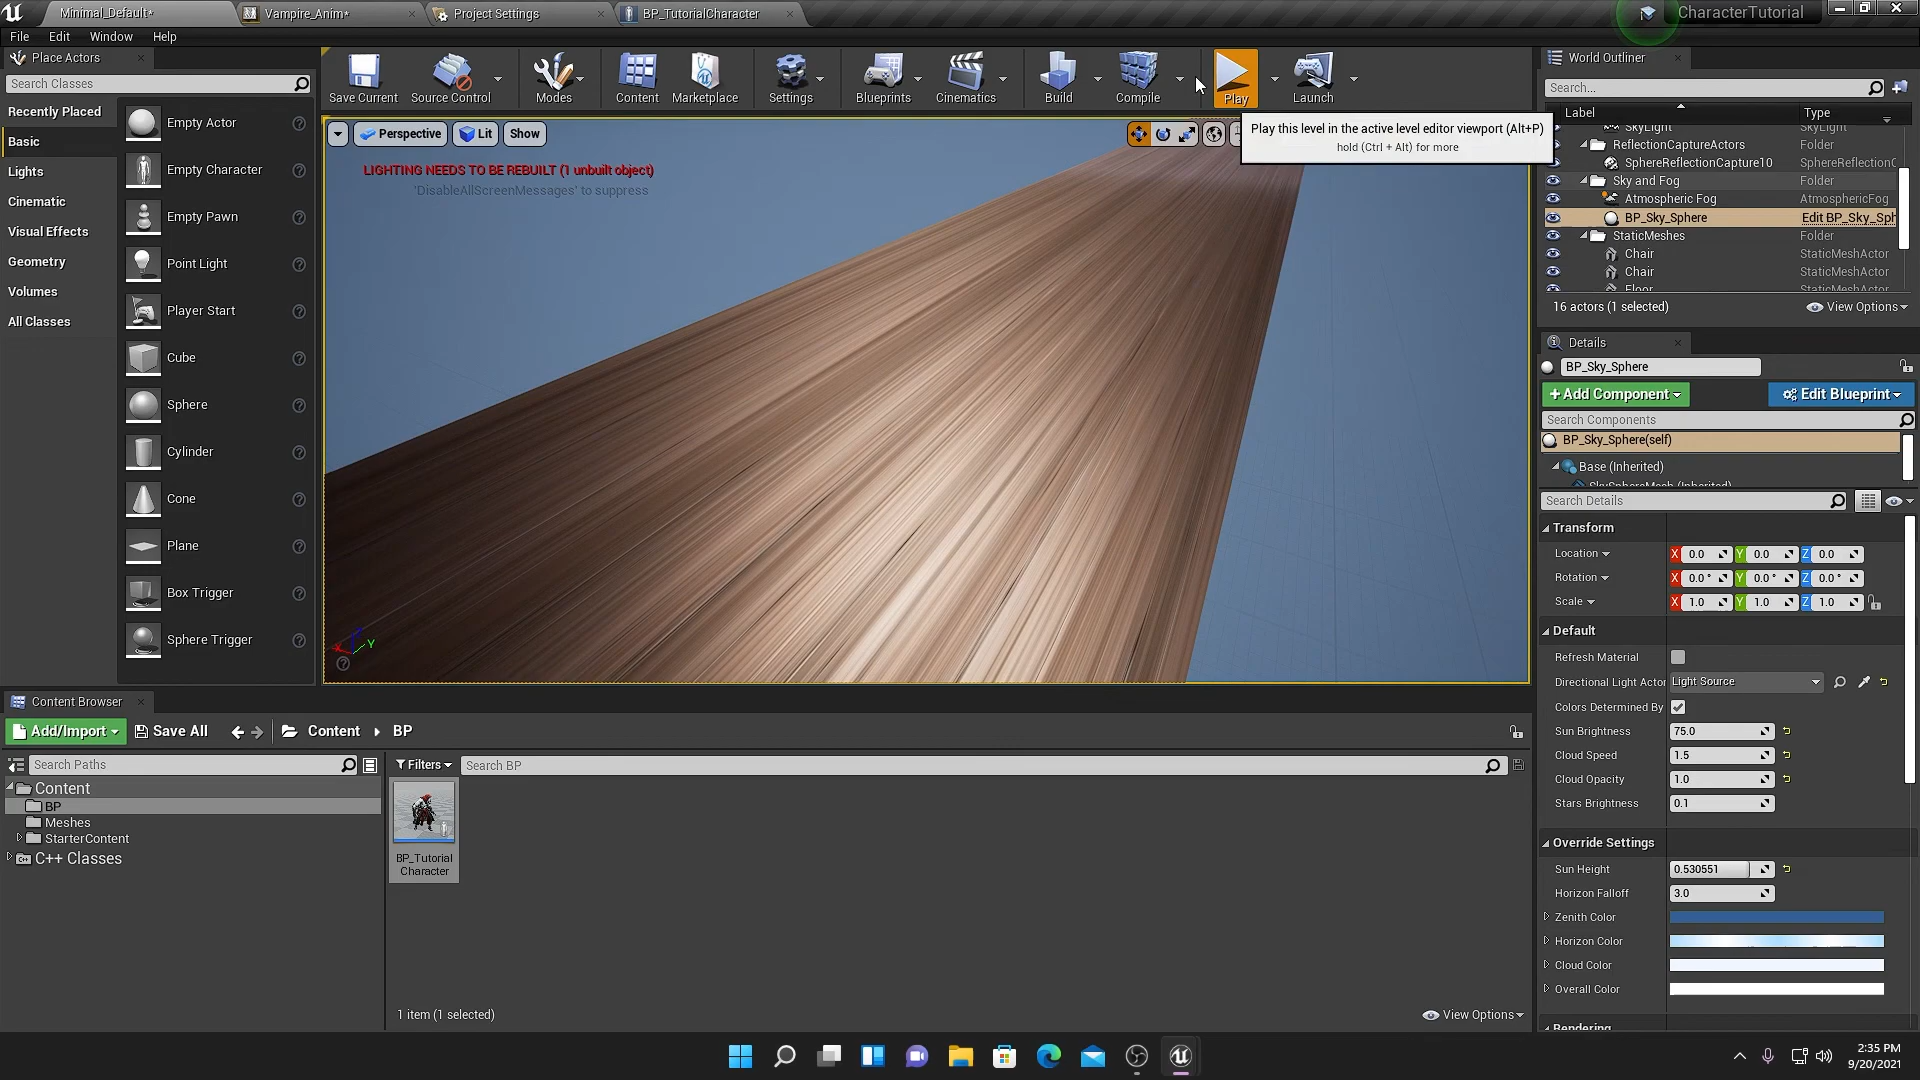 Minimal_Default*
Vampire_Anim*
Project Settings
BP_TutorialCharacter
CharacterTutorial
File
Edit
Window
Help
Place Actors
Search Classes
Recently Placed
Basic
Lights
Cinematic
Visual Effects
Geometry
Volumes
All Classes
Empty Actor
Empty Character
Empty Pawn
Point Light
Player Start
Cube
Sphere
Cylinder
Cone
Plane
Box Trigger
Sphere Trigger
Save Current
Source Control
Modes
Content
Marketplace
Settings
Blueprints
Cinematics
Build
Compile
Play
Launch
Perspective
Lit
Show
Play this level in the active level editor viewport (Alt+P)
hold (Ctrl + Alt) for more
LIGHTING NEEDS TO BE REBUILT (1 unbuilt object)
'DisableAllScreenMessages' to suppress
X
Y
World Outliner
Search...
Label
Type
SkyLight
SkyLight
ReflectionCaptureActors
Folder
SphereReflectionCapture10
SphereReflectionC
Sky and Fog
Folder
Atmospheric Fog
AtmosphericFog
BP_Sky_Sphere
Edit BP_Sky_Sph
StaticMeshes
Folder
Chair
StaticMeshActor
Chair
StaticMeshActor
Floor
StaticMeshActor
16 actors (1 selected)
View Options
Details
BP_Sky_Sphere
+Add Component
Edit Blueprint
Search Components
BP_Sky_Sphere(self)
Base (Inherited)
SkySphereMesh (Inherited)
Search Details
Transform
Location
X 0.0 Y 0.0 Z 0.0
Rotation
X 0.0 ° Y 0.0 ° Z 0.0 °
Scale
X 1.0 Y 1.0 Z 1.0
Default
Refresh Material
Directional Light Actor
Light Source
Colors Determined By
Sun Brightness
75.0
Cloud Speed
1.5
Cloud Opacity
1.0
Stars Brightness
0.1
Override Settings
Sun Height
0.530551
Horizon Falloff
3.0
Zenith Color
Horizon Color
Cloud Color
Overall Color
Rendering
Content Browser
Add/Import
Save All
Content
BP
Search Paths
Filters
Search BP
Content
BP
Meshes
StarterContent
C++ Classes
BP_Tutorial
Character
1 item (1 selected)
View Options
2:35 PM
9/20/2021